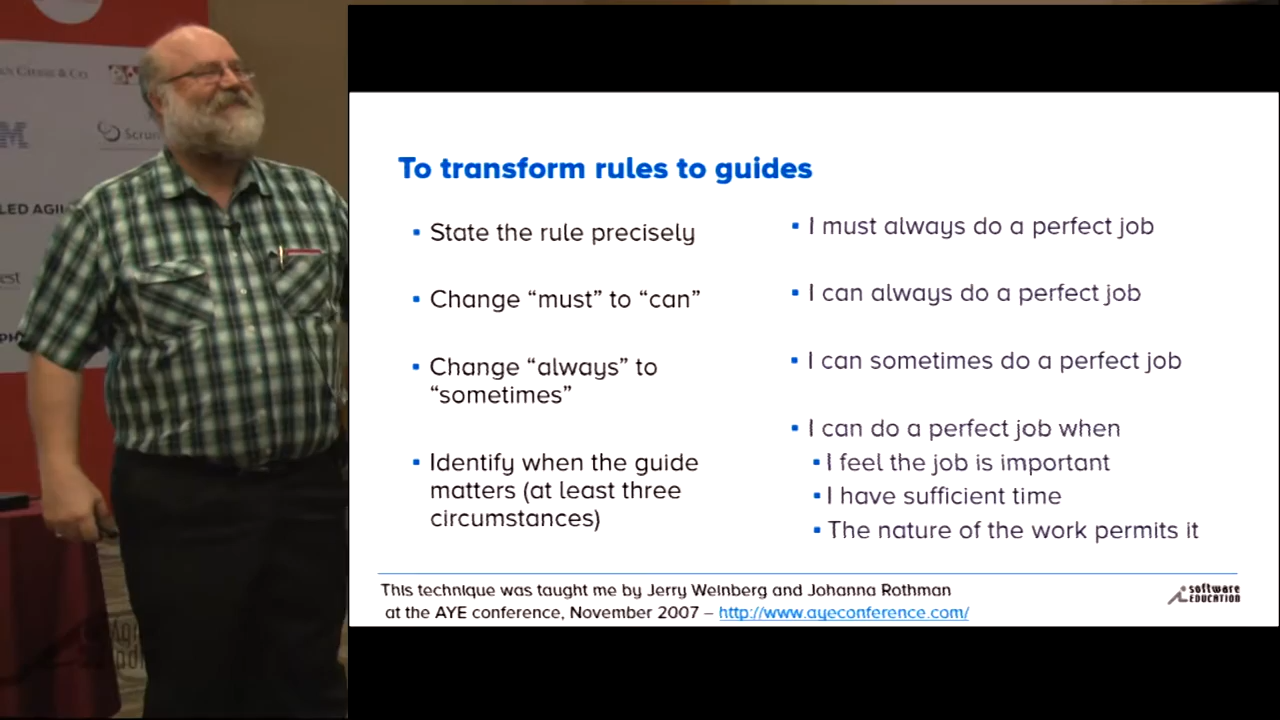 To transform rules to guides
▪ State the rule precisely
▪ Change “must” to “can”
▪ Change “always” to
“sometimes”
▪ Identify when the guide
matters (at least three
circumstances)
▪ I must always do a perfect job
▪ I can always do a perfect job
▪ I can sometimes do a perfect job
▪ I can do a perfect job when
▪ I feel the job is important
▪ I have sufficient time
▪ The nature of the work permits it
This technique was taught me by Jerry Weinberg and Johanna Rothman
at the AYE conference, November 2007 – http://www.ayeconference.com/
software
EDUCATION
& Co
Scrum